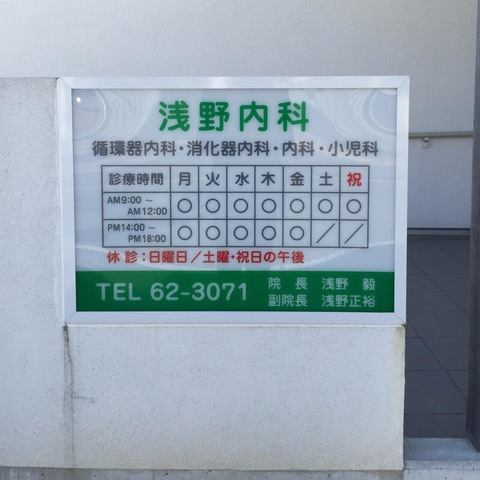 浅野内科
循環器内科・消化器内科・内科・小児科
診療時間 月 火 水 木 金 土 祝
AM9:00～ AM12:00 ○ ○ ○ ○ ○ ○ ○
PM14:00～ PM18:00 ○ ○ ○ ○ ○ ／ ／
休診：日曜日／土曜・祝日の午後
TEL 62-3071
院長 浅野 毅
副院長 浅野正裕